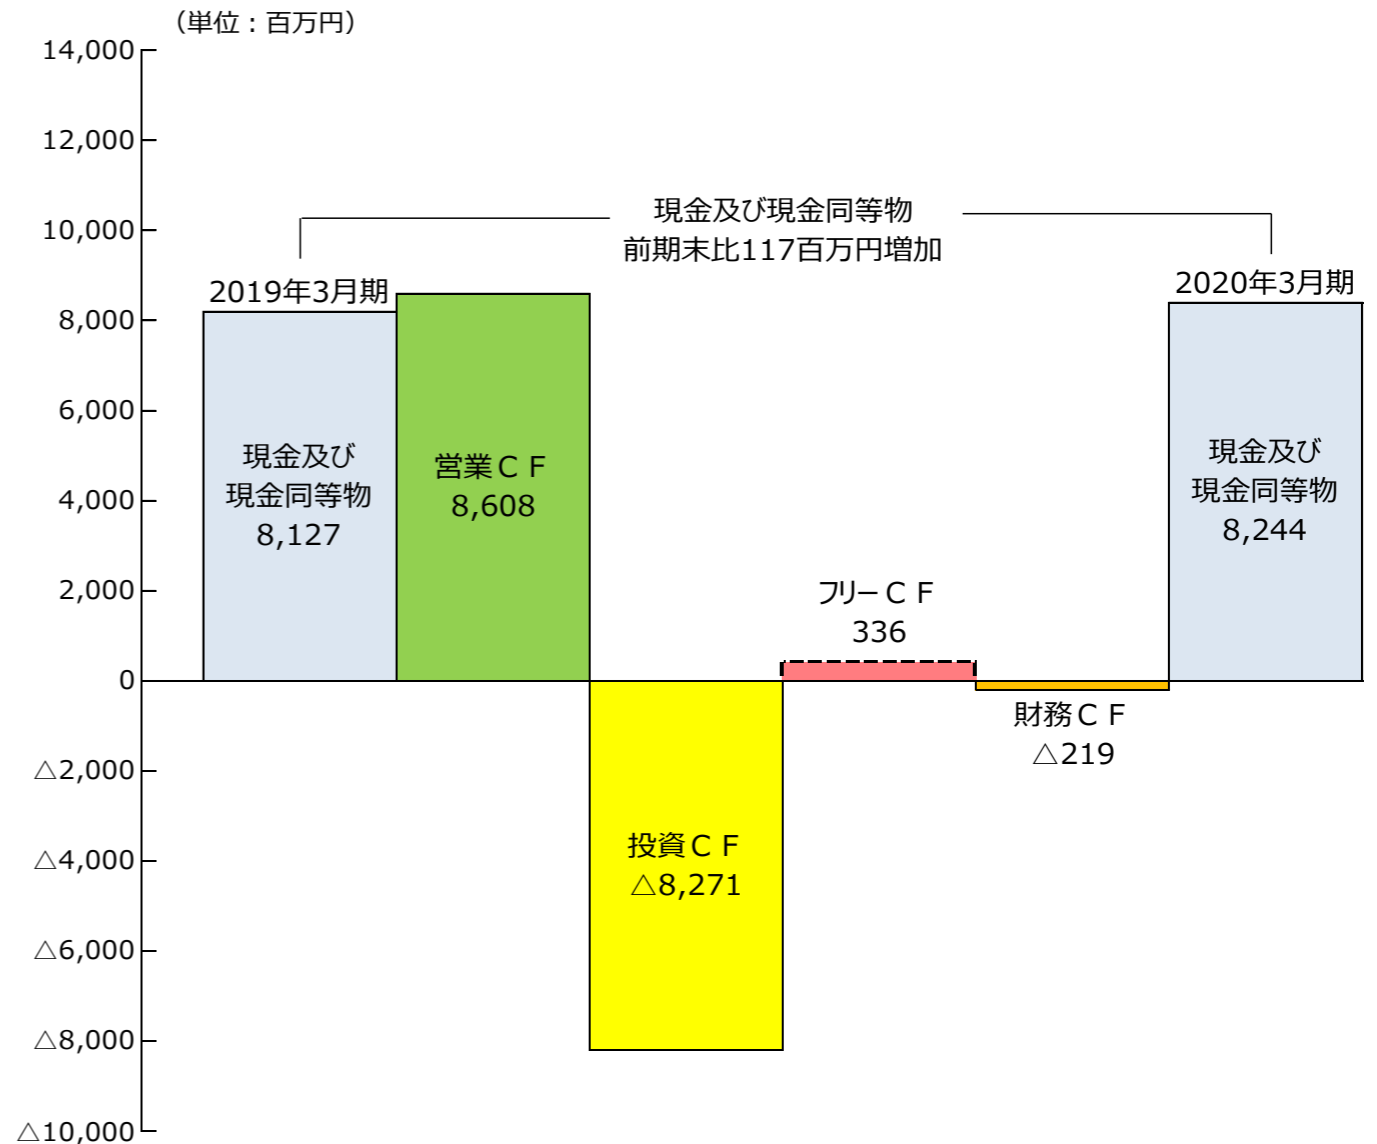 （単位：百万円）
14,000
12,000
10,000
8,000
6,000
4,000
2,000
0
△2,000
△4,000
△6,000
△8,000
△10,000
現金及び現金同等物
前期末比117百万円増加
2019年3月期
現金及び
現金同等物
8,127
営業ＣＦ
8,608
投資ＣＦ
△8,271
フリーＣＦ
336
財務ＣＦ
△219
2020年3月期
現金及び
現金同等物
8,244